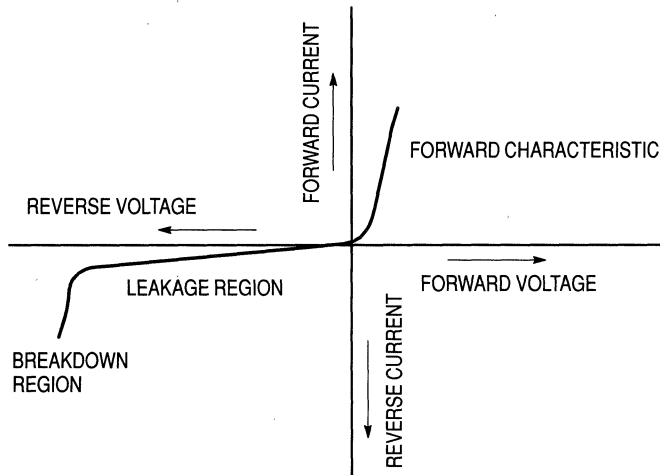 FORWARD CURRENT
FORWARD CHARACTERISTIC
REVERSE VOLTAGE
LEAKAGE REGION
FORWARD VOLTAGE
BREAKDOWN
REGION
REVERSE CURRENT